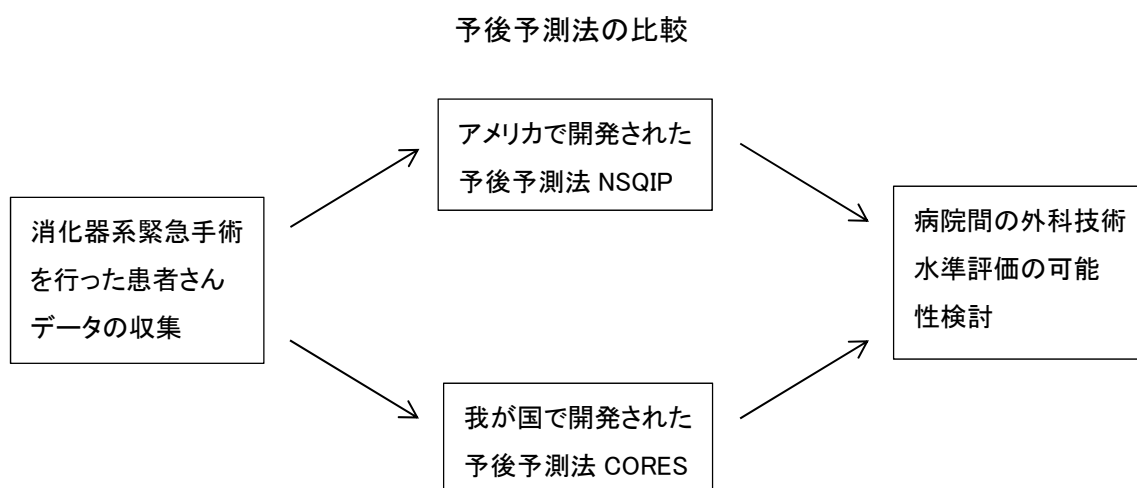 予後予測法の比較
アメリカで開発された
予後予測法 NSQIP
消化器系緊急手術
を行った患者さん
データの収集
病院間の外科技術
水準評価の可能
性検討
我が国で開発された
予後予測法 CORES